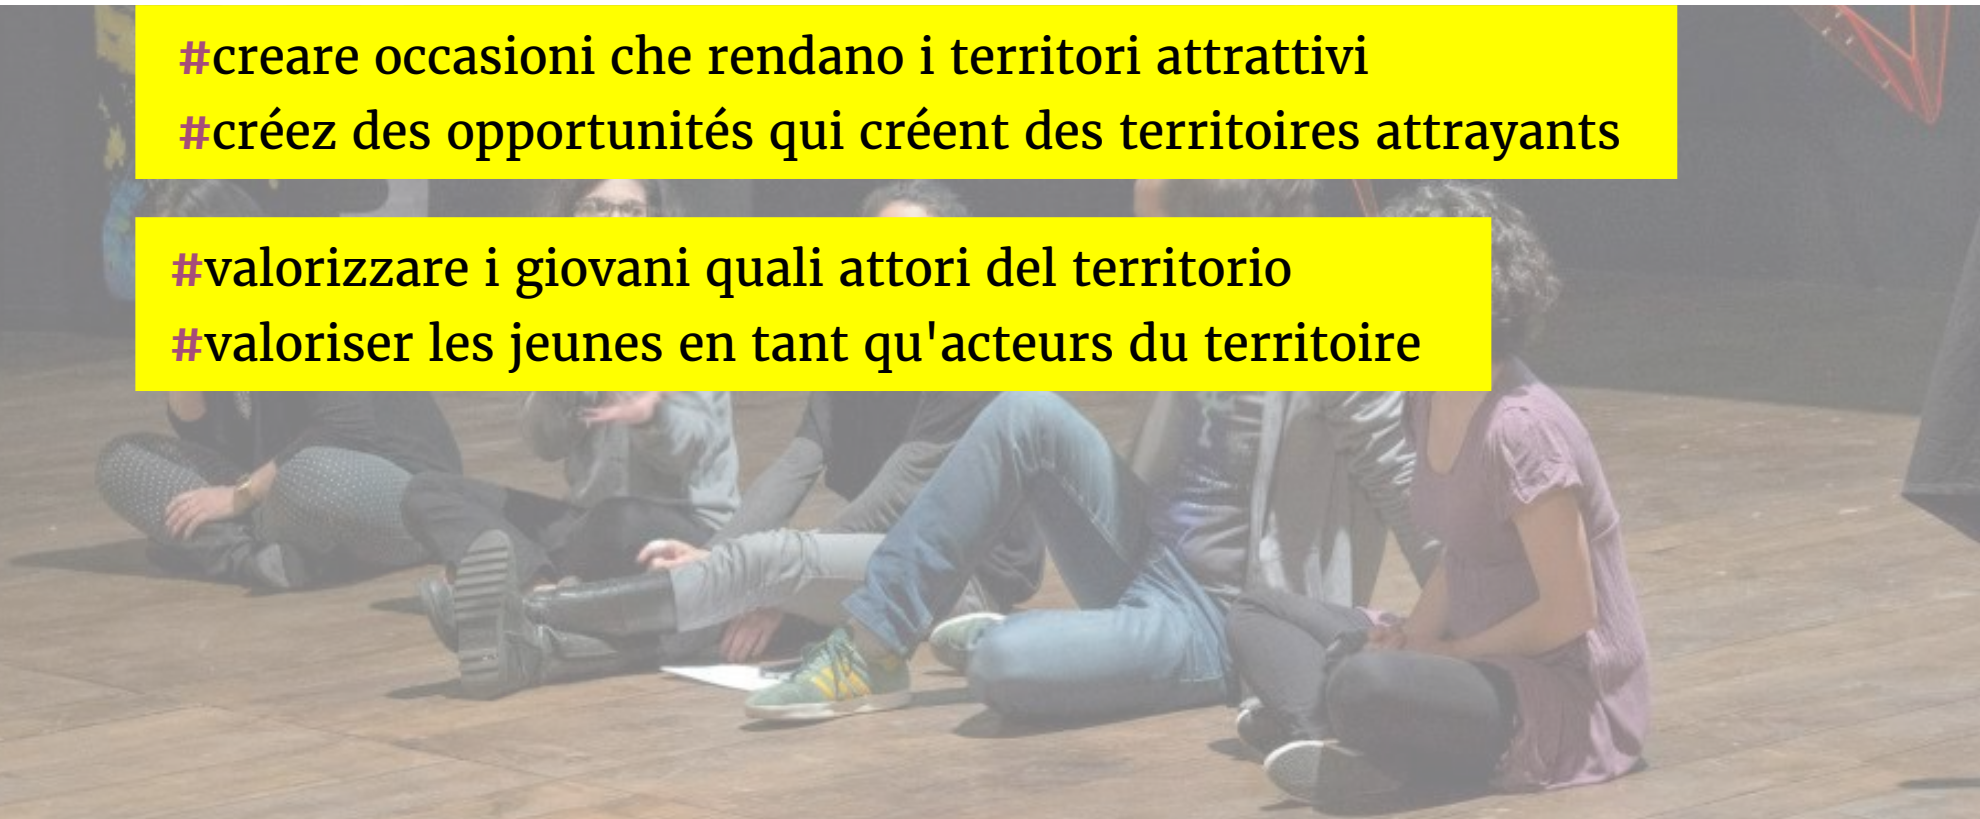 #creare occasioni che rendano i territori attrattivi
#créez des opportunités qui créent des territoires attrayants
#valorizzare i giovani quali attori del territorio
#valoriser les jeunes en tant qu'acteurs du territoire